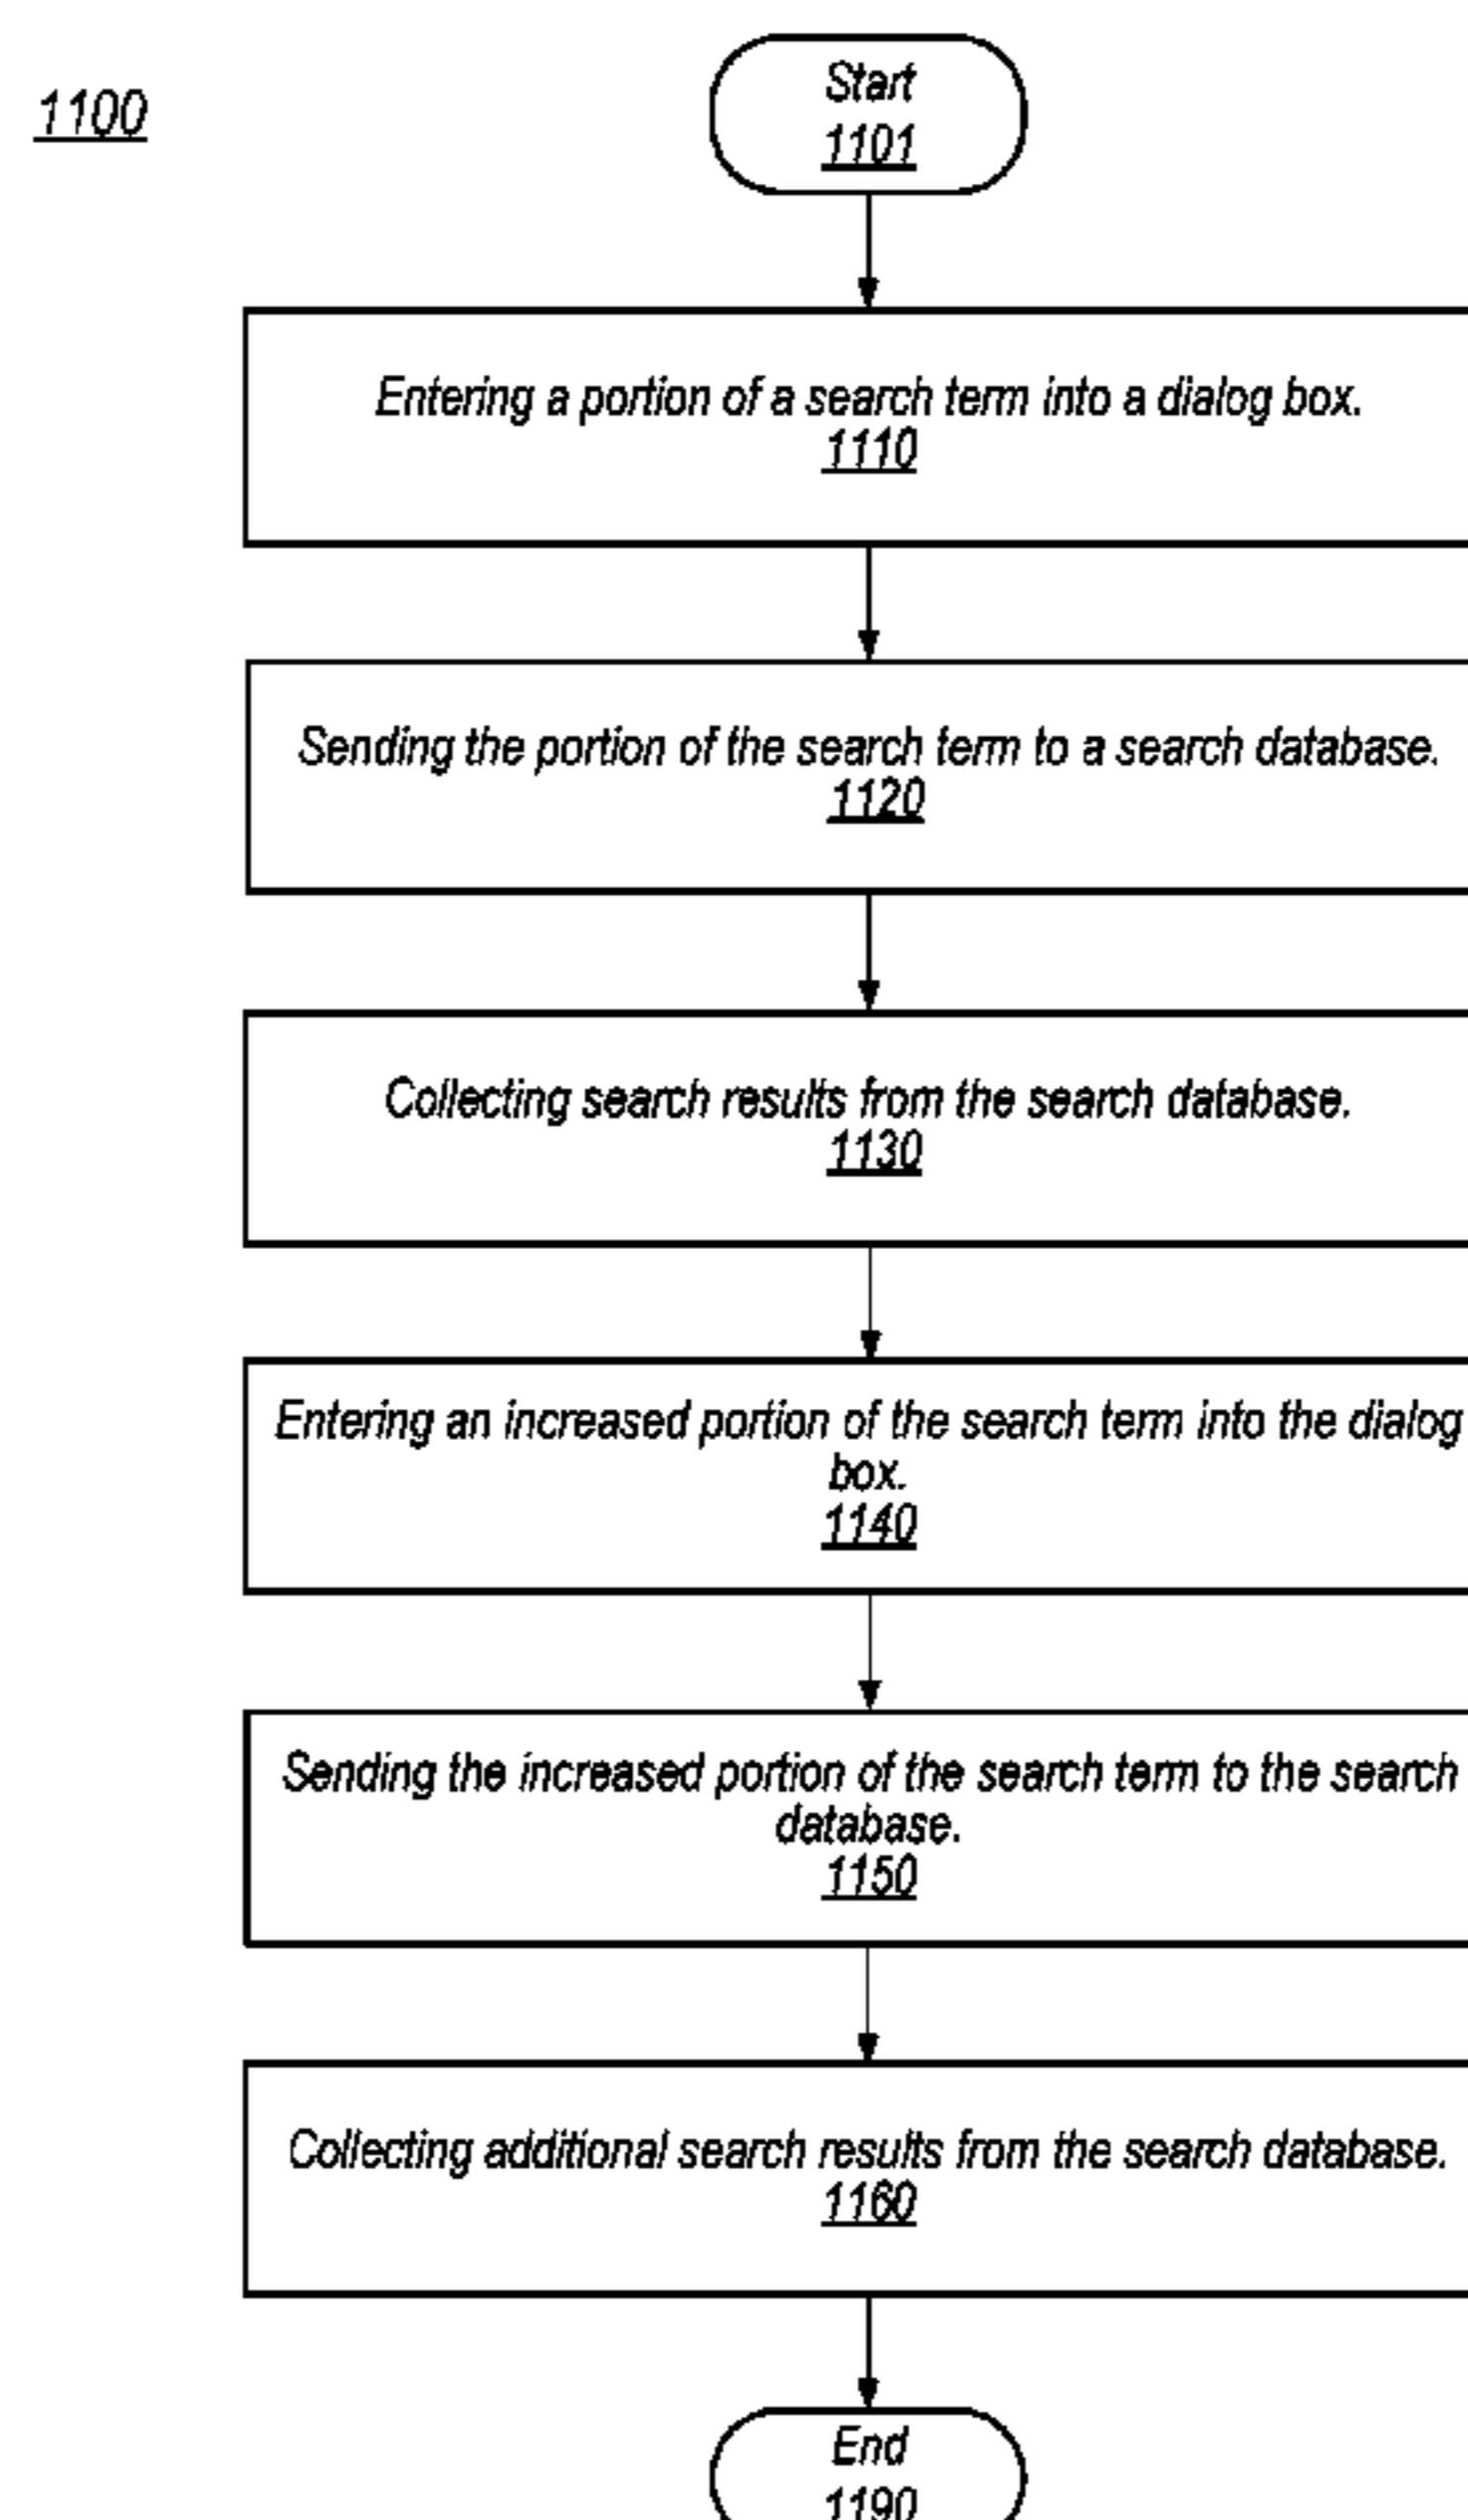 1100
Start
1101
Entering a portion of a search term into a dialog box.
1110
Sending the portion of the search term to a search database.
1120
Collecting search results from the search database.
1130
Entering an increased portion of the search term into the dialog
box.
1140
Sending the increased portion of the search term to the search
database.
1150
Collecting additional search results from the search database.
1160
End
1190